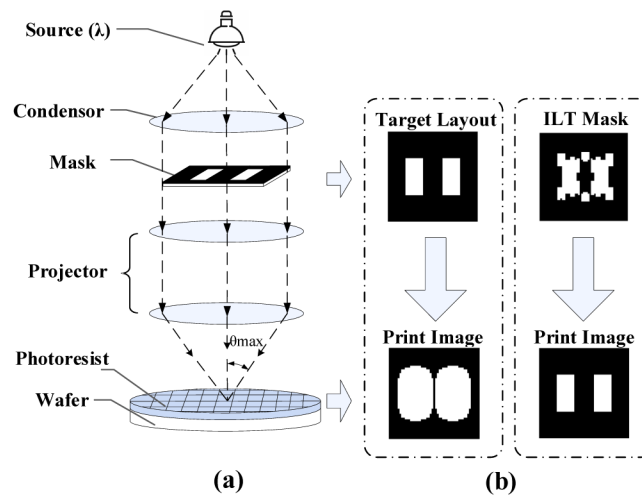 Source (λ)
Condensor
Mask
Projector
θmax
Photoresist
Wafer
(a)
Target Layout
ILT Mask
Print Image
Print Image
(b)